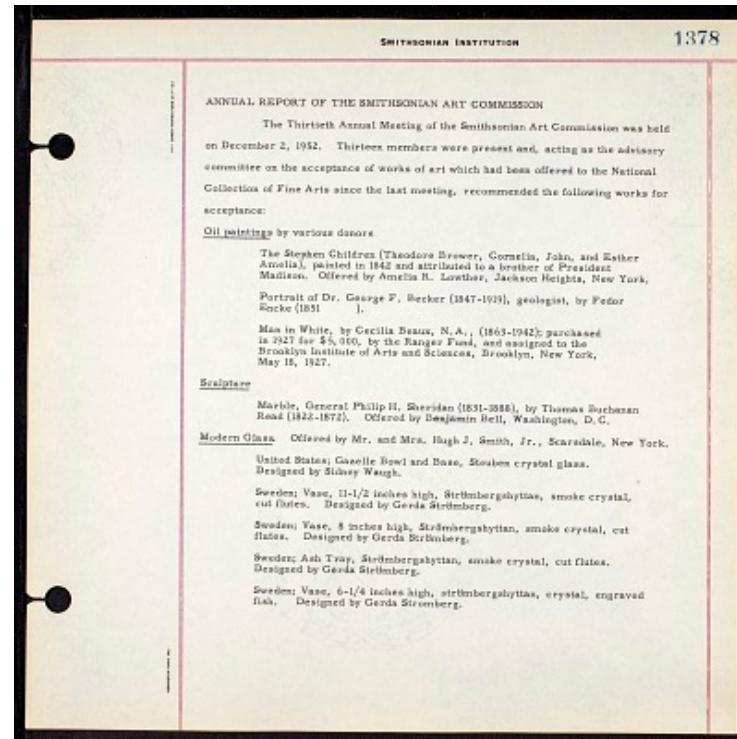 SMITHSONIAN INSTITUTION
1378
ANNUAL REPORT OF THE SMITHSONIAN ART COMMISSION
The Thirtieth Annual Meeting of the Smithsonian Art Commission was held
on December 2, 1952. Thirteen members were present and, acting as the advisory
committee on the acceptance of works of art which had been offered to the National
Collection of Fine Arts since the last meeting, recommended the following works for
acceptance:
Oil paintings by various donors
The Stephen Children (Theodore Brower, Cornelia, John, and Esther
Amelia), painted in 1842 and attributed to a brother of President
Madison. Offered by Amelia R. Lowther, Jackson Heights, New York.
Portrait of Dr. George F. Becker (1847-1919), geologist, by Fedor
Encke (1851 ).
Man in White, by Cecilia Beaux, N.A., (1863-1942); purchased
in 1927 for $5,000, by the Ranger Fund, and assigned to the
Brooklyn Institute of Arts and Sciences, Brooklyn, New York,
May 18, 1927.
Sculpture
Marble, General Philip H. Sheridan (1831-1888), by Thomas Buchanan
Read (1822-1872). Offered by Benjamin Bell, Washington, D.C.
Modern Glass Offered by Mr. and Mrs. Hugh J. Smith, Jr., Scarsdale, New York.
United States; Gazelle Bowl and Base, Steuben crystal glass.
Designed by Sidney Waugh.
Sweden; Vase, 11-1/2 inches high, Strömbergshyttan, smoke crystal,
cut flutes. Designed by Gerda Strömberg.
Sweden; Vase, 8 inches high, Strömbergshyttan, smoke crystal, cut
flutes. Designed by Gerda Strömberg.
Sweden; Ash Tray, Strömbergshyttan, smoke crystal, cut flutes.
Designed by Gerda Strömberg.
Sweden; Vase, 6-1/4 inches high, strömbergshyttan, crystal, engraved
fish. Designed by Gerda Stromberg.